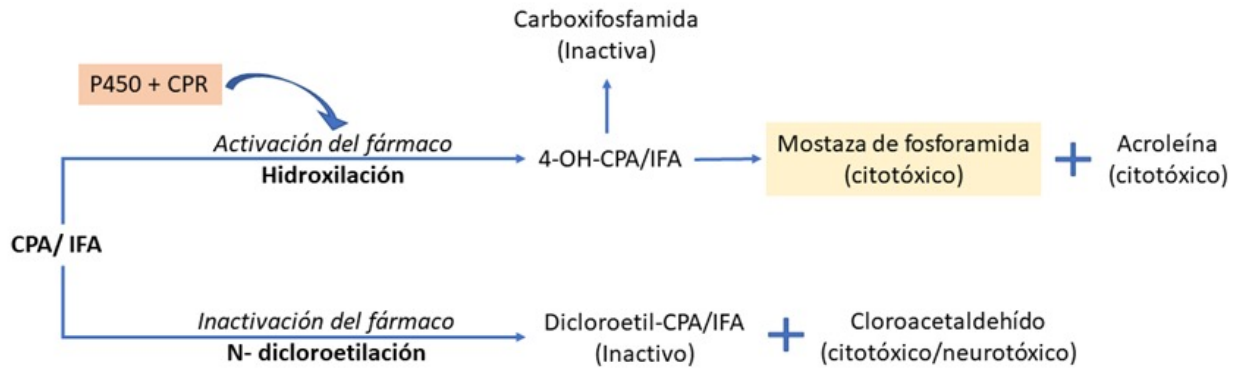 Carboxifosfamida
(Inactiva)
P450 + CPR
Activación del fármaco
Hidroxilación
4-OH-CPA/IFA
Mostaza de fosforamida
(citotóxico)
+
Acroleína
(citotóxico)
CPA/ IFA
Inactivación del fármaco
N- dicloroetilación
Dicloroetil-CPA/IFA
(Inactivo)
+
Cloroacetaldehído
(citotóxico/neurotóxico)